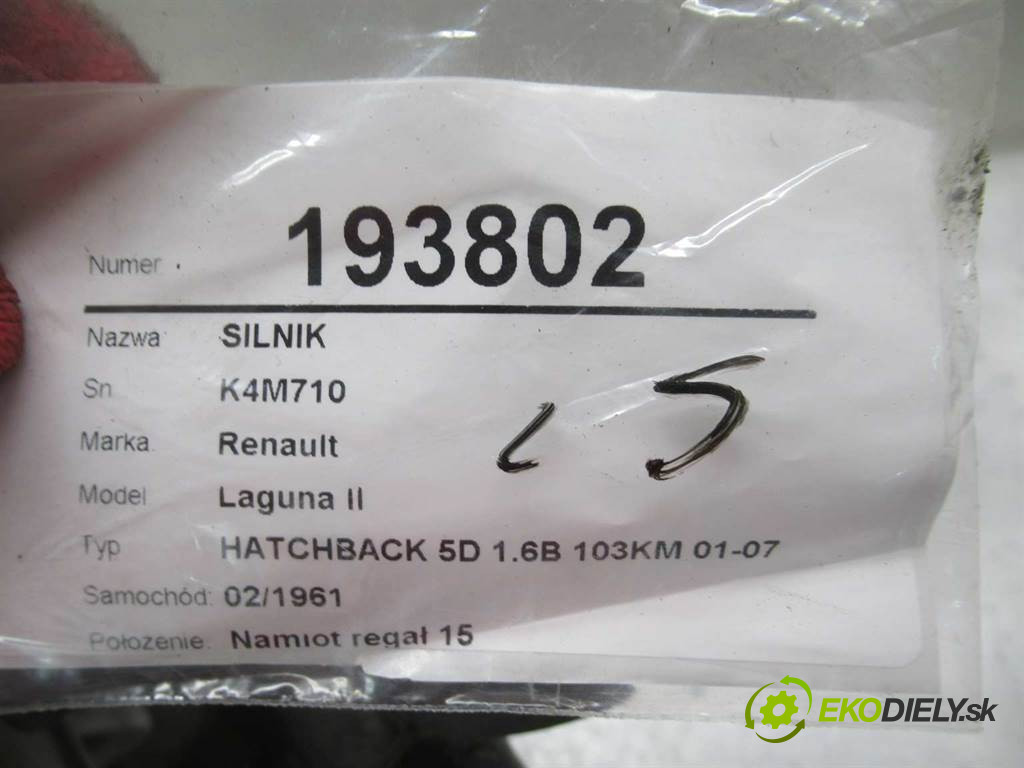 Numer 193802
Nazwa: SILNIK
Sn K4M710
Marka Renault
Model Laguna II
Typ HATCHBACK 5D 1.6B 103KM 01-07
Samochód: 02/1961
Położenie: Namiot regał 15
EKODIELY.sk